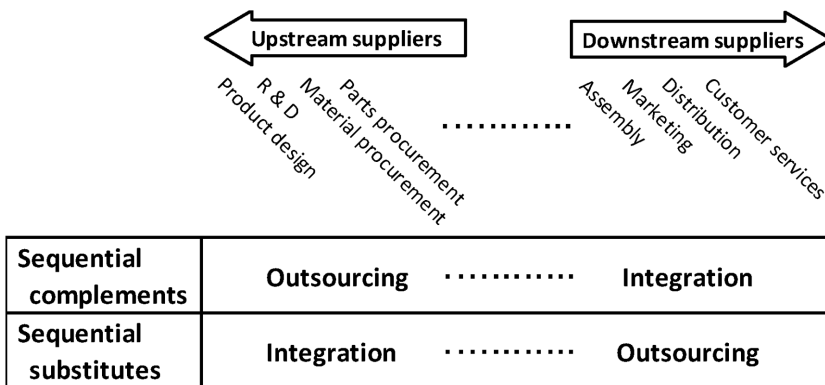 Upstream suppliers
Downstream suppliers
Product design
R & D
Material procurement
Parts procurement
Assembly
Marketing
Distribution
Customer services
Sequential
complements
Outsourcing
Integration
Sequential
substitutes
Integration
Outsourcing